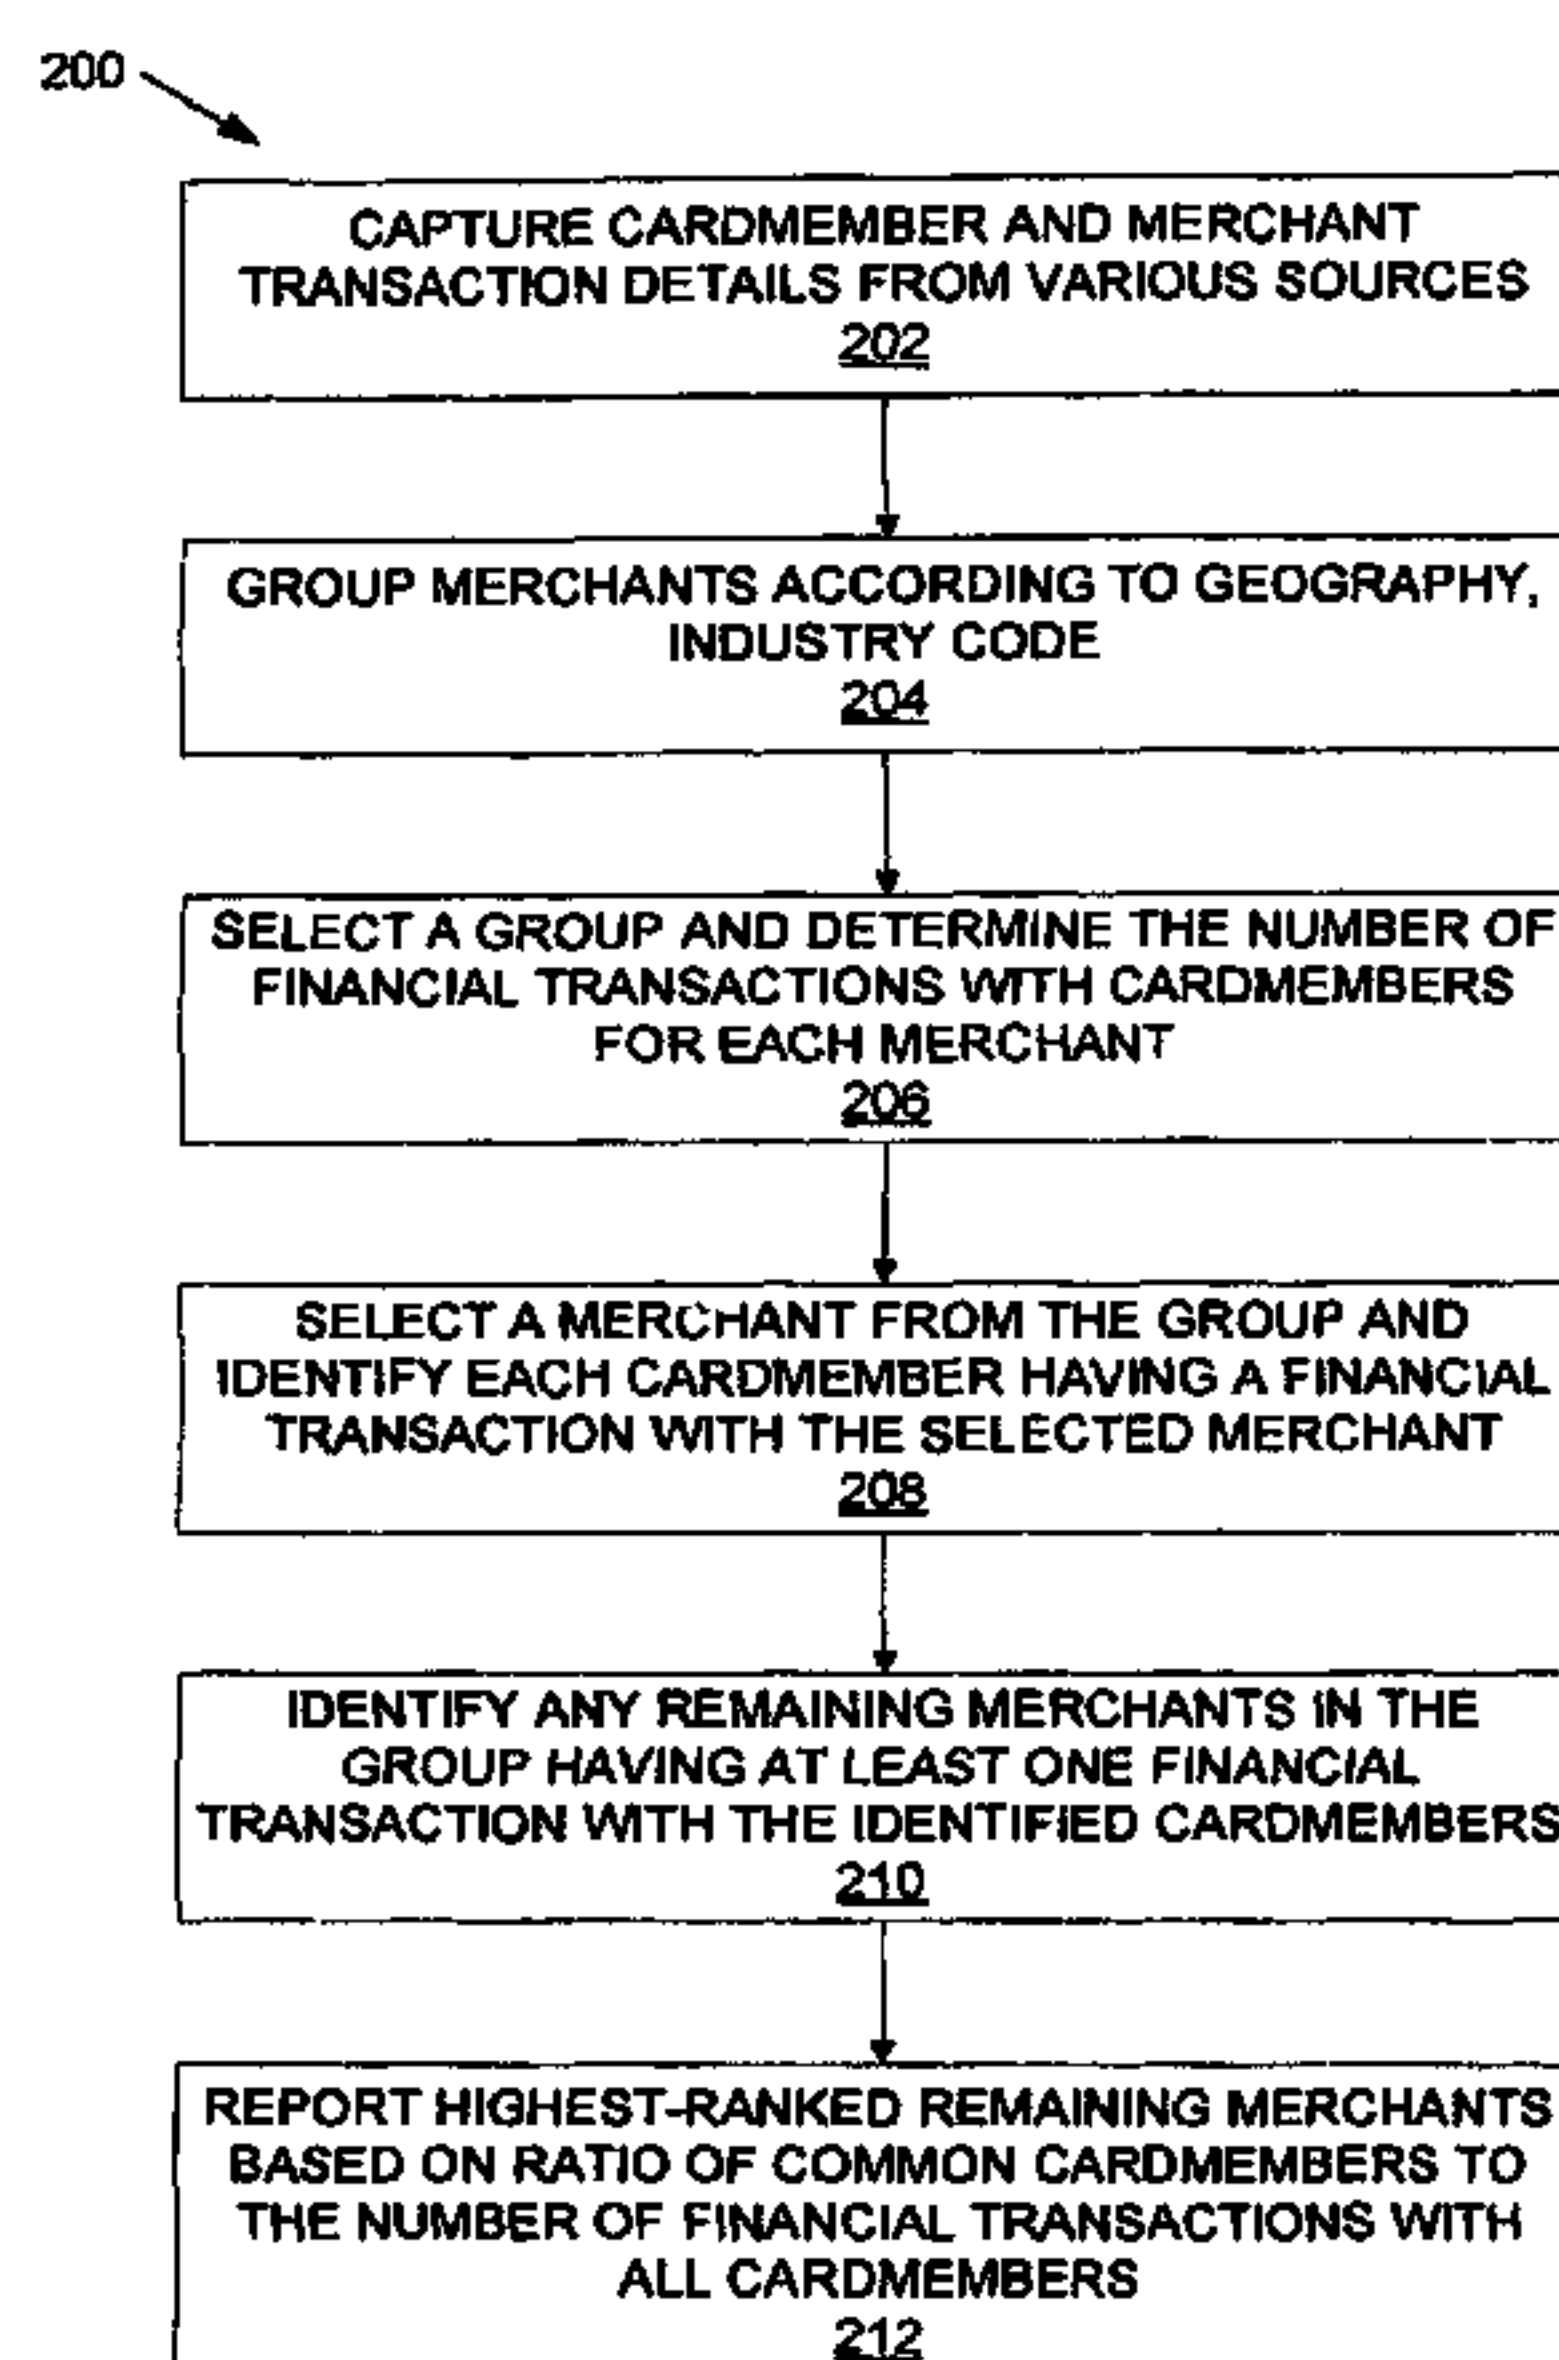 200
CAPTURE CARDMEMBER AND MERCHANT
TRANSACTION DETAILS FROM VARIOUS SOURCES
202
GROUP MERCHANTS ACCORDING TO GEOGRAPHY,
INDUSTRY CODE
204
SELECT A GROUP AND DETERMINE THE NUMBER OF
FINANCIAL TRANSACTIONS WITH CARDMEMBERS
FOR EACH MERCHANT
206
SELECT A MERCHANT FROM THE GROUP AND
IDENTIFY EACH CARDMEMBER HAVING A FINANCIAL
TRANSACTION WITH THE SELECTED MERCHANT
208
IDENTIFY ANY REMAINING MERCHANTS IN THE
GROUP HAVING AT LEAST ONE FINANCIAL
TRANSACTION WITH THE IDENTIFIED CARDMEMBERS
210
REPORT HIGHEST-RANKED REMAINING MERCHANTS
BASED ON RATIO OF COMMON CARDMEMBERS TO
THE NUMBER OF FINANCIAL TRANSACTIONS WITH
ALL CARDMEMBERS
212